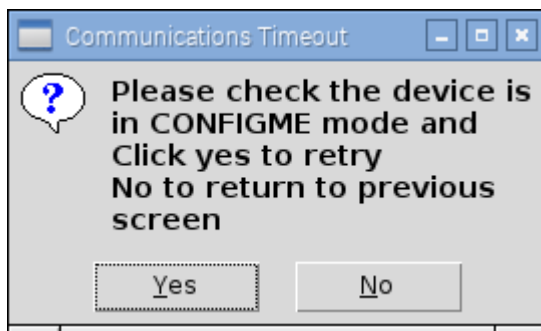 Communications Timeout
Please check the device is
in CONFIGME mode and
Click yes to retry
No to return to previous
screen
Yes No